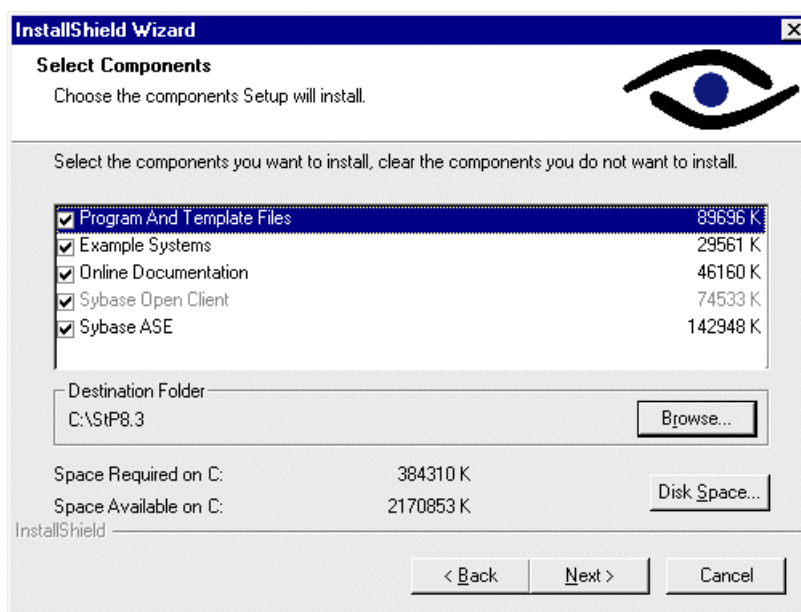 InstallShield Wizard
Select Components
Choose the components Setup will install.
Select the components you want to install, clear the components you do not want to install.
Program And Template Files 89696 K
Example Systems 29561 K
Online Documentation 46160 K
Sybase Open Client 74533 K
Sybase ASE 142948 K
Destination Folder
C:\StP8.3
Browse...
Space Required on C: 384310 K
Space Available on C: 2170853 K
Disk Space...
InstallShield
< Back
Next >
Cancel